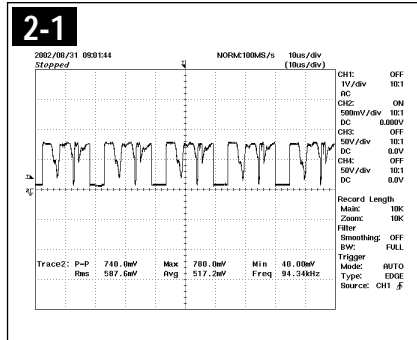 2-1
2002/08/31 09:01:44 NORM:100MS/s 10us/div
Stopped (10us/div)
CH1: OFF
1V/div 10:1
AC
CH2: ON
500mV/div 10:1
DC 0.000V
CH3: OFF
50V/div 10:1
DC 0.0V
CH4: OFF
50V/div 10:1
DC 0.0V
Record Length
Main: 10K
Zoom: 10K
Filter
Smoothing: OFF
BW: FULL
Trigger
Mode: AUTO
Type: EDGE
Source: CH1
Trace2: P-P 740.0mV Max 780.0mV Min 40.00mV
Rms 587.6mV Avg 517.2mV Freq 94.34kHz